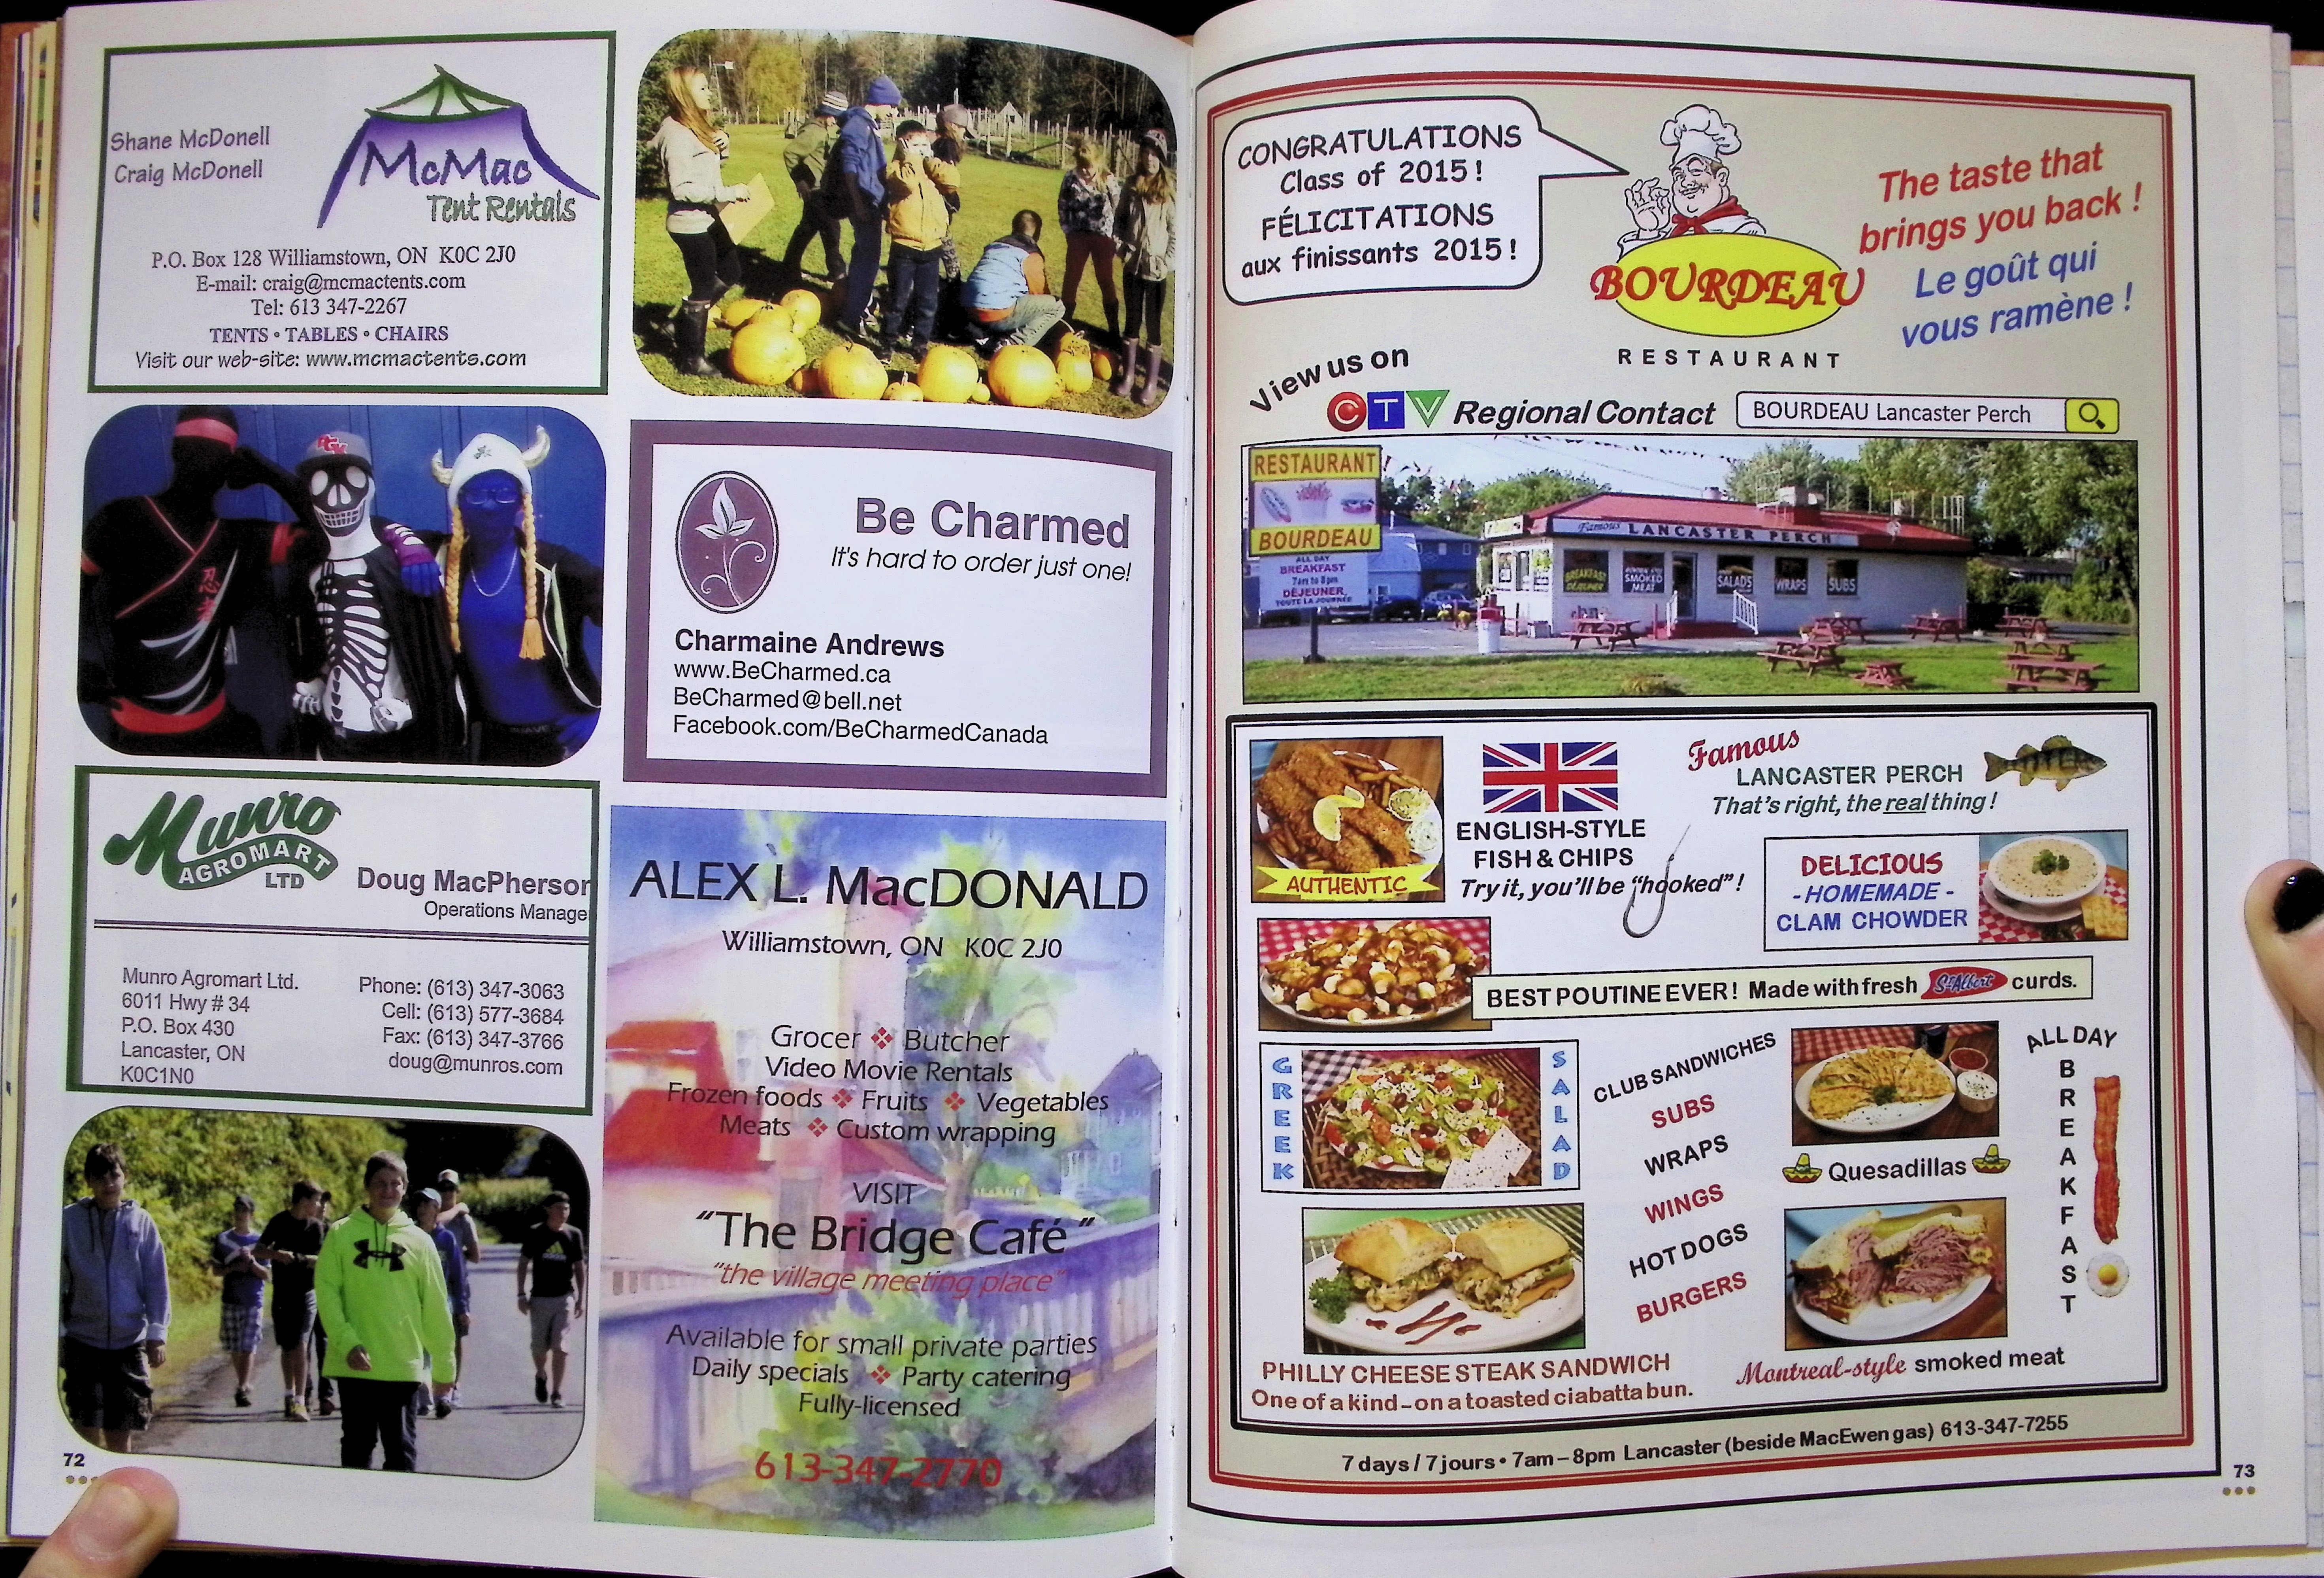 Shane McDonell
Craig McDonell
McMac
Tent Rentals
P.O. Box 128 Williamstown, ON K0C 2J0
E-mail: craig@mcmactents.com
Tel: 613 347-2267
TENTS • TABLES • CHAIRS
Visit our web-site: www.mcmactents.com
Munro
AGROMART
LTD
Doug MacPherson
Operations Manage
Munro Agromart Ltd.
6011 Hwy # 34
P.O. Box 430
Lancaster, ON
K0C1N0
Phone: (613) 347-3063
Cell: (613) 577-3684
Fax: (613) 347-3766
doug@munros.com
72
Be Charmed
It's hard to order just one!
Charmaine Andrews
www.BeCharmed.ca
BeCharmed@bell.net
Facebook.com/BeCharmedCanada
ALEX L. MacDONALD
Williamstown, ON K0C 2J0
Grocer ❖ Butcher
Video Movie Rentals
Frozen foods ❖ Fruits ❖ Vegetables
Meats ❖ Custom wrapping
VISIT
"The Bridge Café"
"the village meeting place"
Available for small private parties
Daily specials ❖ Party catering
Fully-licensed
613-347-2770
CONGRATULATIONS
Class of 2015!
FÉLICITATIONS
aux finissants 2015!
BOURDEAU
RESTAURANT
The taste that
brings you back !
Le goût qui
vous ramène !
View us on
CTV Regional Contact
BOURDEAU Lancaster Perch
RESTAURANT
BOURDEAU
ALL DAY
BREAKFAST
7am to 8pm
DÉJEUNER
TOUTE LA JOURNÉE
Famous LANCASTER PERCH
BREAKFAST
DÉJEUNER
SMOKED
MEAT
SALADS
WRAPS
SUBS
AUTHENTIC
ENGLISH-STYLE
FISH & CHIPS
Try it, you'll be "hooked"!
Famous
LANCASTER PERCH
That's right, the real thing!
DELICIOUS
- HOMEMADE -
CLAM CHOWDER
BEST POUTINE EVER! Made with fresh St-Albert curds.
GREEK
SALAD
CLUB SANDWICHES
SUBS
WRAPS
WINGS
HOT DOGS
BURGERS
Quesadillas
ALL DAY
BREAKFAST
PHILLY CHEESE STEAK SANDWICH
One of a kind – on a toasted ciabatta bun.
Montreal-style smoked meat
7 days / 7 jours • 7am – 8pm Lancaster (beside MacEwen gas) 613-347-7255
73